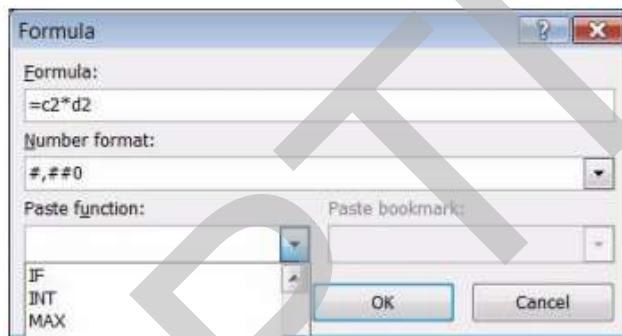 Formula
Formula:
=c2*d2
Number format:
#,##0
Paste function:
Paste bookmark:
IF
INT
MAX
OK
Cancel